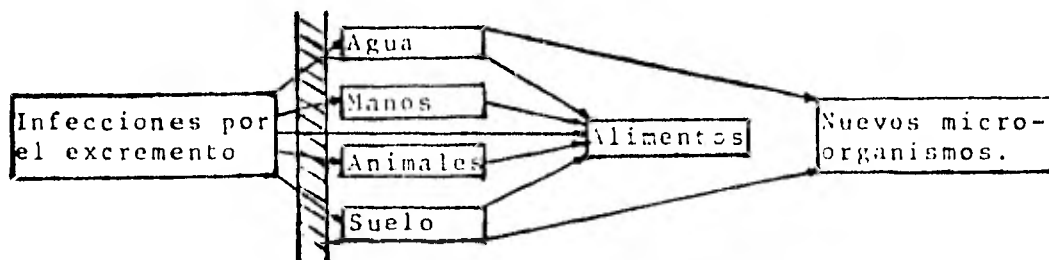 Agua
Manos
Infecciones por
el excremento
Alimentos
Nuevos micro-
organismos.
Animales
Suelo